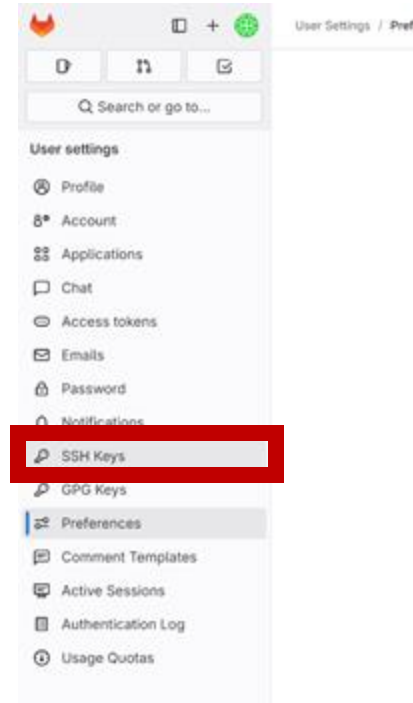 User Settings / Pref
Search or go to...
User settings
Profile
Account
Applications
Chat
Access tokens
Emails
Password
Notifications
SSH Keys
GPG Keys
Preferences
Comment Templates
Active Sessions
Authentication Log
Usage Quotas